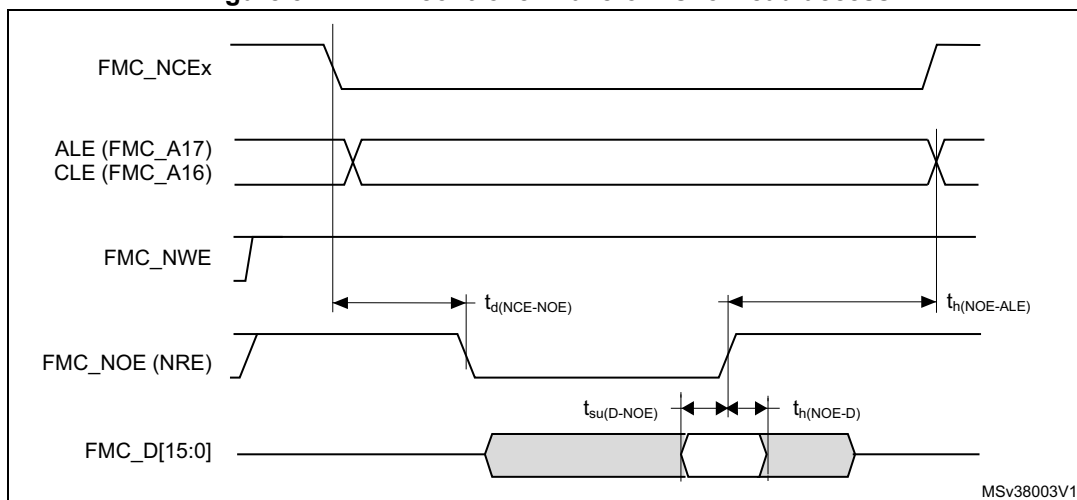 FMC_NCEx
ALE (FMC_A17)
CLE (FMC_A16)
FMC_NWE
td(NCE-NOE)
th(NOE-ALE)
FMC_NOE (NRE)
tsu(D-NOE)
th(NOE-D)
FMC_D[15:0]
MSv38003V1